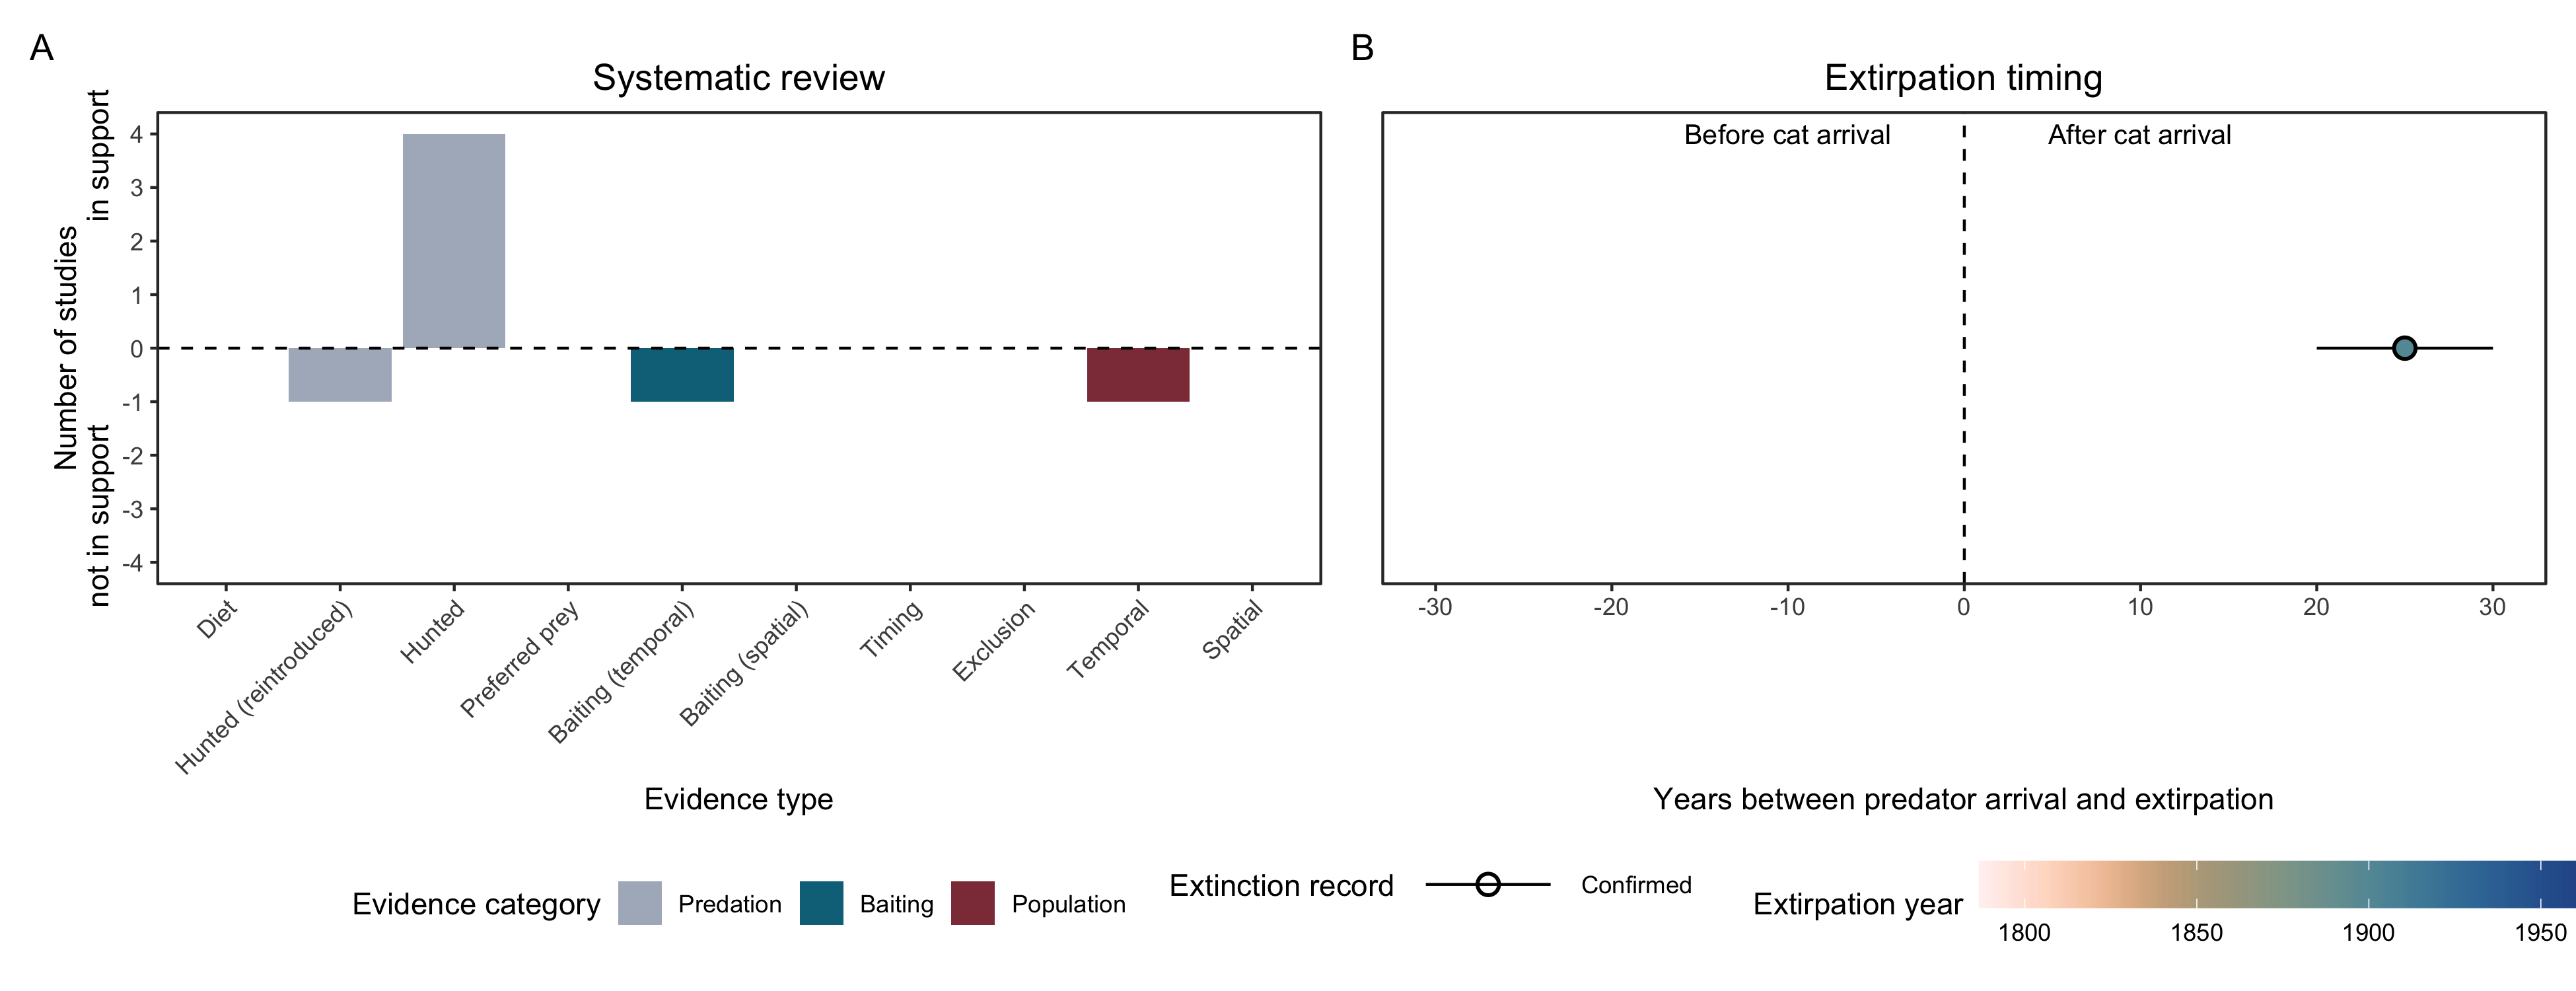 A
Systematic review
Number of studies
in support
not in support
4
3
2
1
0
-1
-2
-3
-4
Diet
Hunted (reintroduced)
Hunted
Preferred prey
Baiting (temporal)
Baiting (spatial)
Timing
Exclusion
Temporal
Spatial
Evidence type
B
Extirpation timing
Before cat arrival
After cat arrival
-30
-20
-10
0
10
20
30
Years between predator arrival and extirpation
Evidence category
Predation
Baiting
Population
Extinction record
Confirmed
Extirpation year
1800
1850
1900
1950